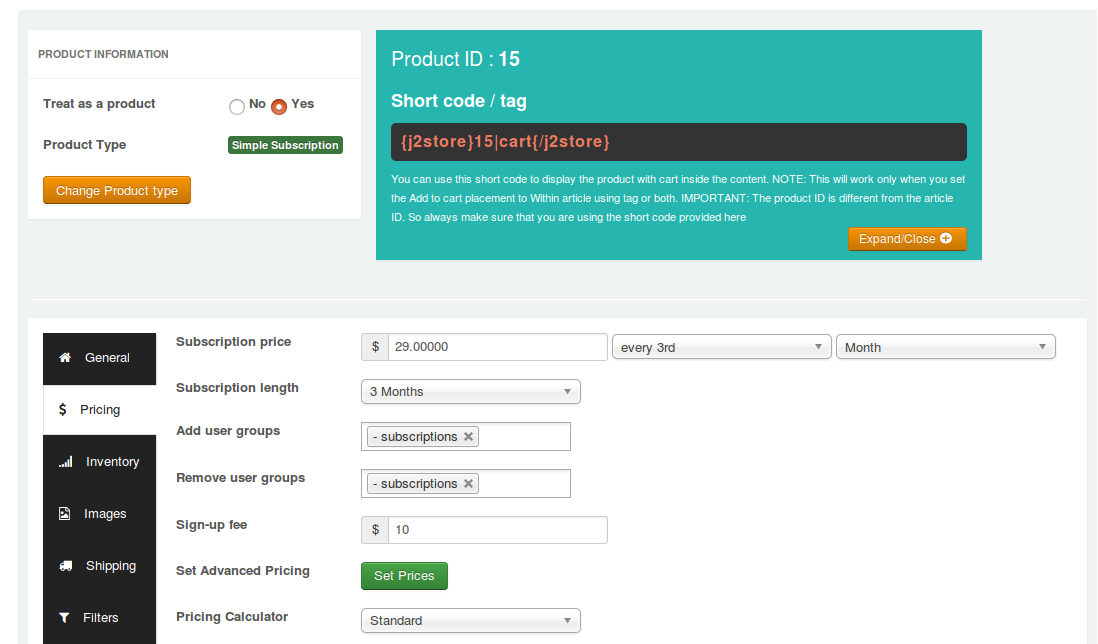 PRODUCT INFORMATION
Treat as a product No Yes
Product Type Simple Subscription
Change Product type
Product ID : 15
Short code / tag
{j2store}15|cart{/j2store}
You can use this short code to display the product with cart inside the content. NOTE: This will work only when you set
the Add to cart placement to Within article using tag or both. IMPORTANT: The product ID is different from the article
ID. So always make sure that you are using the short code provided here
Expand/Close
General
Pricing
Inventory
Images
Shipping
Filters
Subscription price $ 29.00000 every 3rd Month
Subscription length 3 Months
Add user groups - subscriptions
Remove user groups - subscriptions
Sign-up fee $ 10
Set Advanced Pricing Set Prices
Pricing Calculator Standard